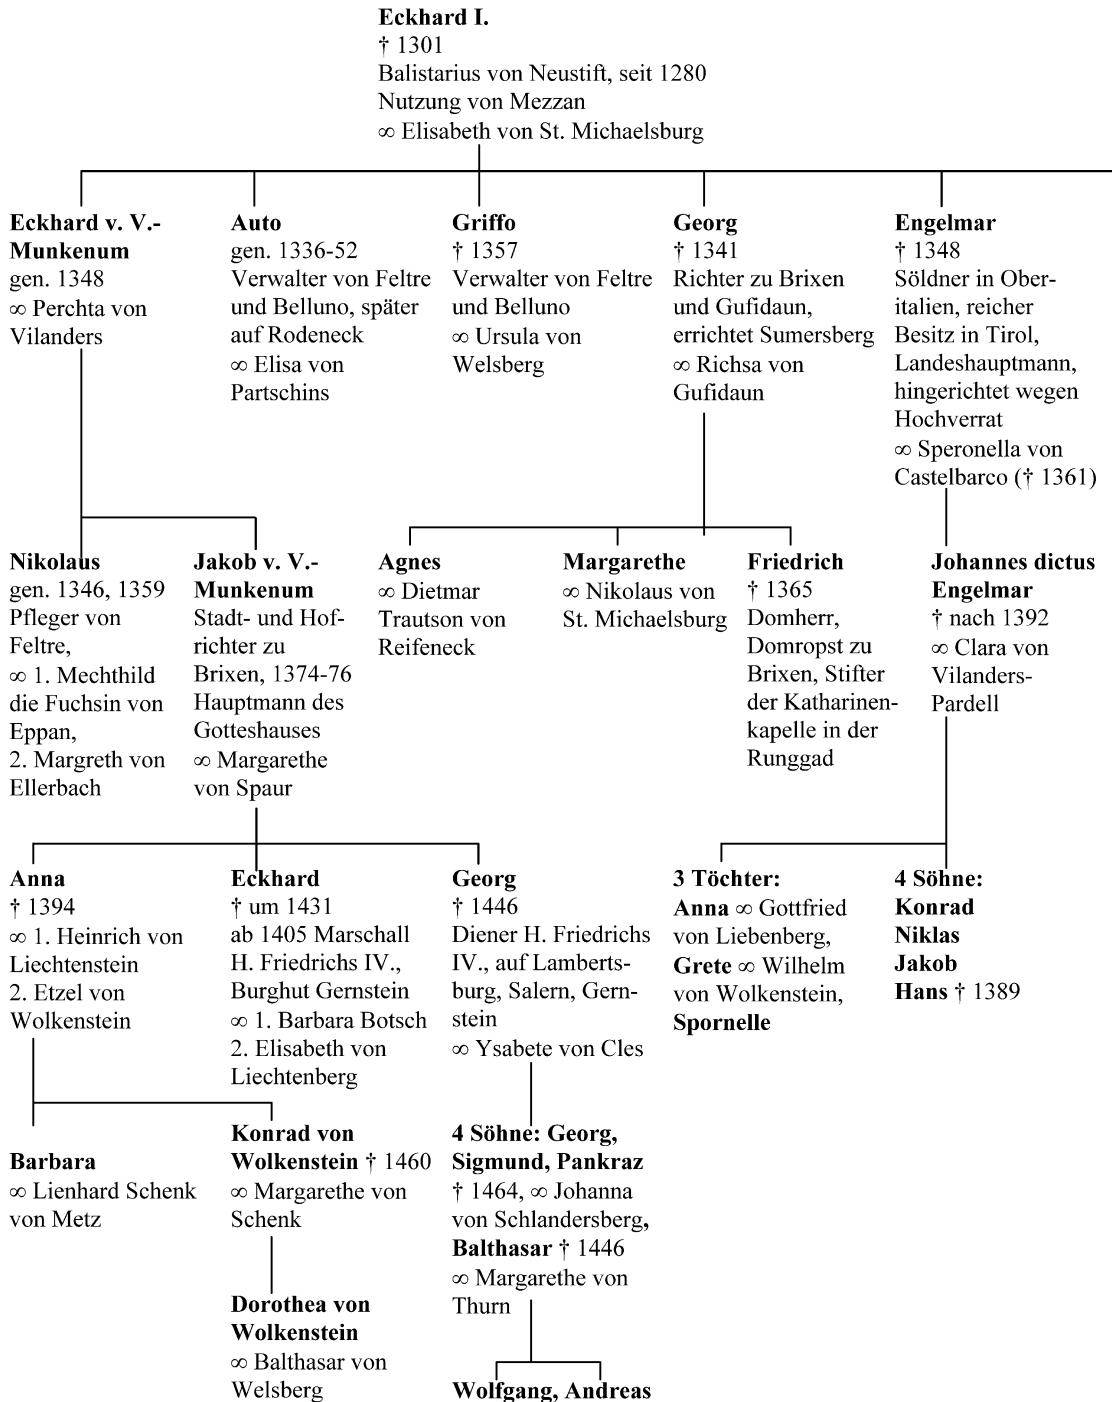 Eckhard I.
† 1301
Balistarius von Neustift, seit 1280
Nutzung von Mezzan
∞ Elisabeth von St. Michaelsburg
Eckhard v. V.-
Munkenum
gen. 1348
∞ Perchta von
Vilanders
Auto
gen. 1336-52
Verwalter von Feltre
und Belluno, später
auf Rodeneck
∞ Elisa von
Partschins
Griffo
† 1357
Verwalter von Feltre
und Belluno
∞ Ursula von
Welsberg
Georg
† 1341
Richter zu Brixen
und Gufidaun,
errichtet Sumersberg
∞ Richsa von
Gufidaun
Engelmar
† 1348
Söldner in Ober-
italien, reicher
Besitz in Tirol,
Landeshauptmann,
hingerichtet wegen
Hochverrat
∞ Speronella von
Castelbarco († 1361)
Nikolaus
gen. 1346, 1359
Pfleger von
Feltre,
∞ 1. Mechthild
die Fuchsin von
Eppan,
2. Margreth von
Ellerbach
Jakob v. V.-
Munkenum
Stadt- und Hof-
richter zu
Brixen, 1374-76
Hauptmann des
Gotteshauses
∞ Margarethe
von Spaur
Agnes
∞ Dietmar
Trautson von
Reifeneck
Margarethe
∞ Nikolaus von
St. Michaelsburg
Friedrich
† 1365
Domherr,
Domropst zu
Brixen, Stifter
der Katharinen-
kapelle in der
Runggad
Johannes dictus
Engelmar
† nach 1392
∞ Clara von
Vilanders-
Pardell
Anna
† 1394
∞ 1. Heinrich von
Liechtenstein
2. Etzel von
Wolkenstein
Eckhard
† um 1431
ab 1405 Marschall
H. Friedrichs IV.,
Burghut Gernstein
∞ 1. Barbara Botsch
2. Elisabeth von
Liechtenberg
Georg
† 1446
Diener H. Friedrichs
IV., auf Lamberts-
burg, Salern, Gern-
stein
∞ Ysabete von Cles
3 Töchter:
Anna ∞ Gottfried
von Liebenberg,
Grete ∞ Wilhelm
von Wolkenstein,
Spornelle
4 Söhne:
Konrad
Niklas
Jakob
Hans † 1389
Barbara
∞ Lienhard Schenk
von Metz
Konrad von
Wolkenstein † 1460
∞ Margarethe von
Schenk
4 Söhne: Georg,
Sigmund, Pankraz
† 1464, ∞ Johanna
von Schlandersberg,
Balthasar † 1446
∞ Margarethe von
Thurn
Dorothea von
Wolkenstein
∞ Balthasar von
Welsberg
Wolfgang, Andreas